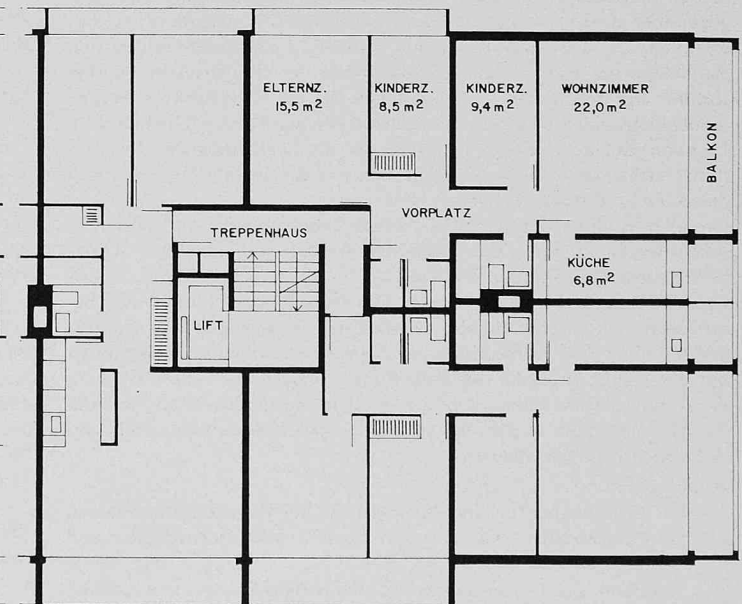 ELTERNZ.
15,5 m²
KINDERZ.
8,5 m²
KINDERZ.
9,4 m²
WOHNZIMMER
22,0 m²
BALKON
VORPLATZ
TREPPENHAUS
KÜCHE
6,8 m²
LIFT